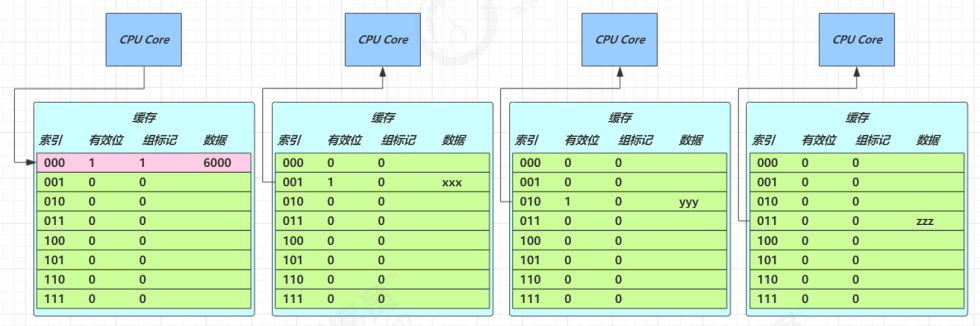 CPU Core CPU Core CPU Core CPU Core
缓存 缓存 缓存 缓存
索引 有效位 组标记 数据 索引 有效位 组标记 数据 索引 有效位 组标记 数据 索引 有效位 组标记 数据
000 1 1 6000 000 0 0 000 0 0 000 0 0
001 0 0 001 1 0 xxx 001 0 0 001 0 0
010 0 0 010 0 0 010 1 0 yyy 010 0 0
011 0 0 011 0 0 011 0 0 011 0 0 zzz
100 0 0 100 0 0 100 0 0 100 0 0
101 0 0 101 0 0 101 0 0 101 0 0
110 0 0 110 0 0 110 0 0 110 0 0
111 0 0 111 0 0 111 0 0 111 0 0